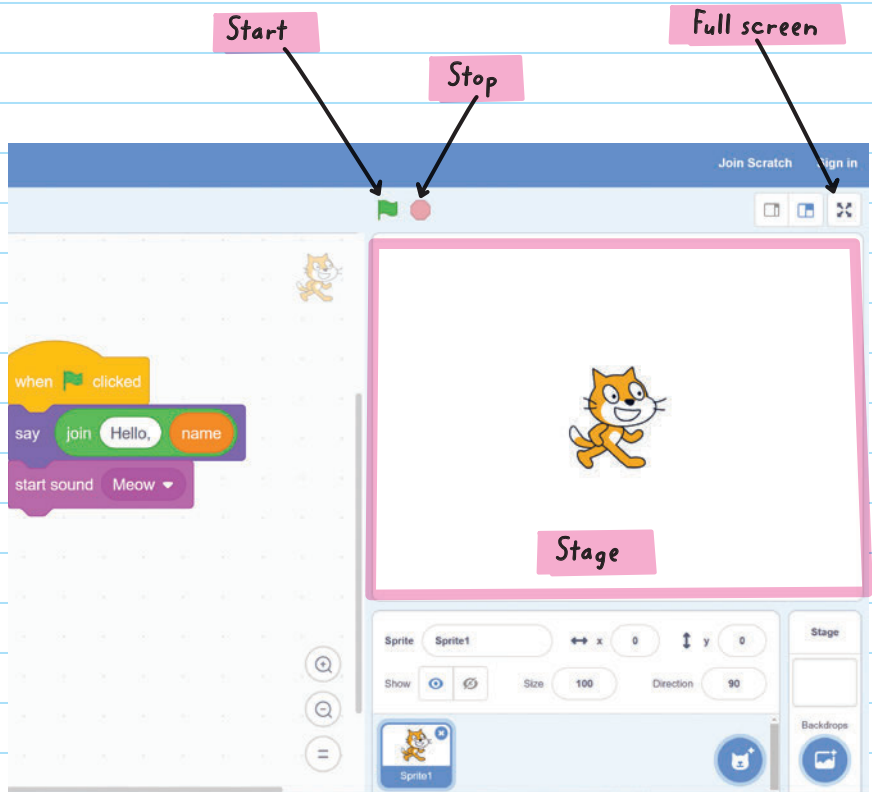 Start
Full screen
Stop
Join Scratch Sign in
when clicked
say join Hello, name
start sound Meow
Stage
Sprite Sprite1 x 0 y 0
Stage
Show Size 100 Direction 90
Backdrops
Sprite1